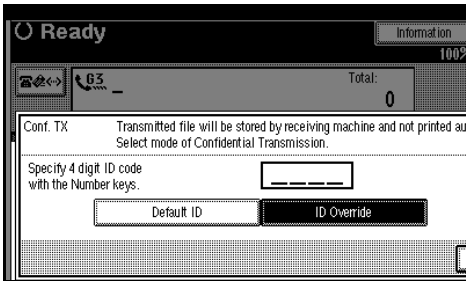 Ready
Information
100%
G3 _
Total:
0
Conf. TX
Transmitted file will be stored by receiving machine and not printed au
Select mode of Confidential Transmission.
Specify 4 digit ID code
with the Number keys.
_ _ _ _
Default ID
ID Override